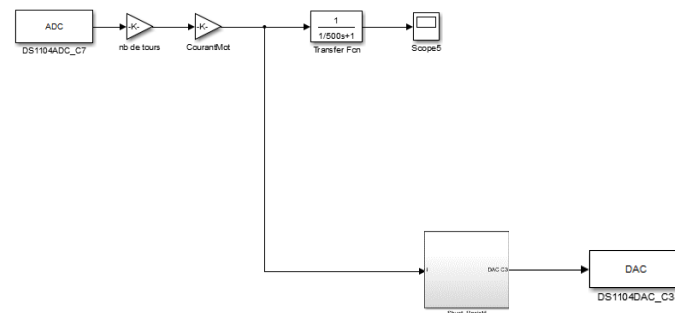 ADC
DS1104ADC_C7
-K-
nb de tours
-K-
CourantMot
1
1/500s+1
Transfer Fcn
Scope5
I
DAC C3
DAC
DS1104DAC_C3